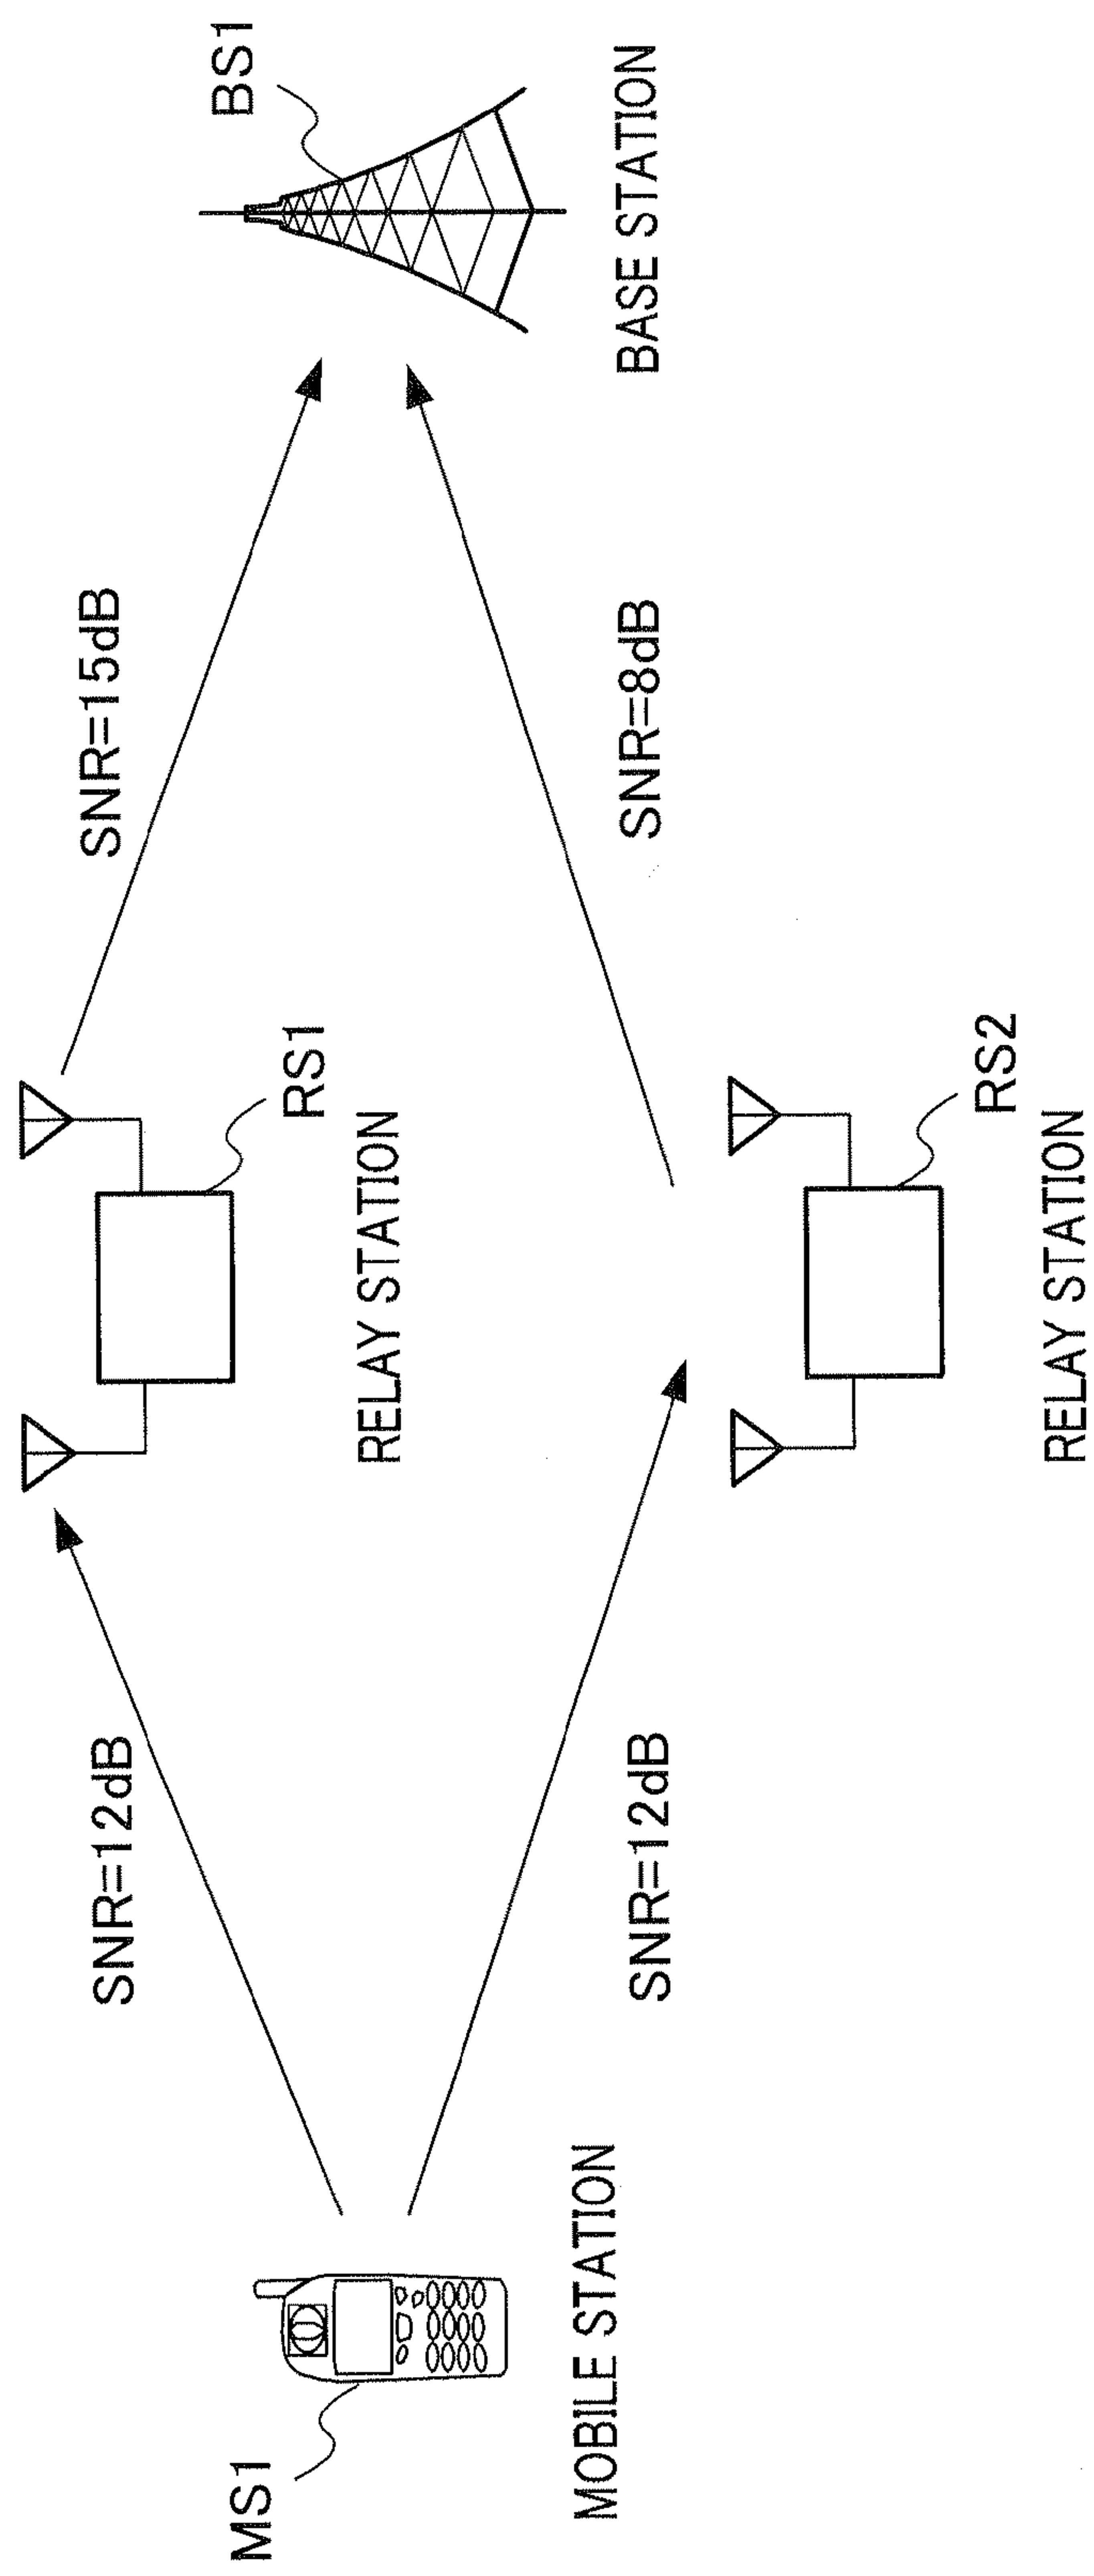 SNR=12dB
SNR=15dB
BS1
RS1
RELAY STATION
MS1
MOBILE STATION
SNR=12dB
SNR=8dB
BASE STATION
RS2
RELAY STATION